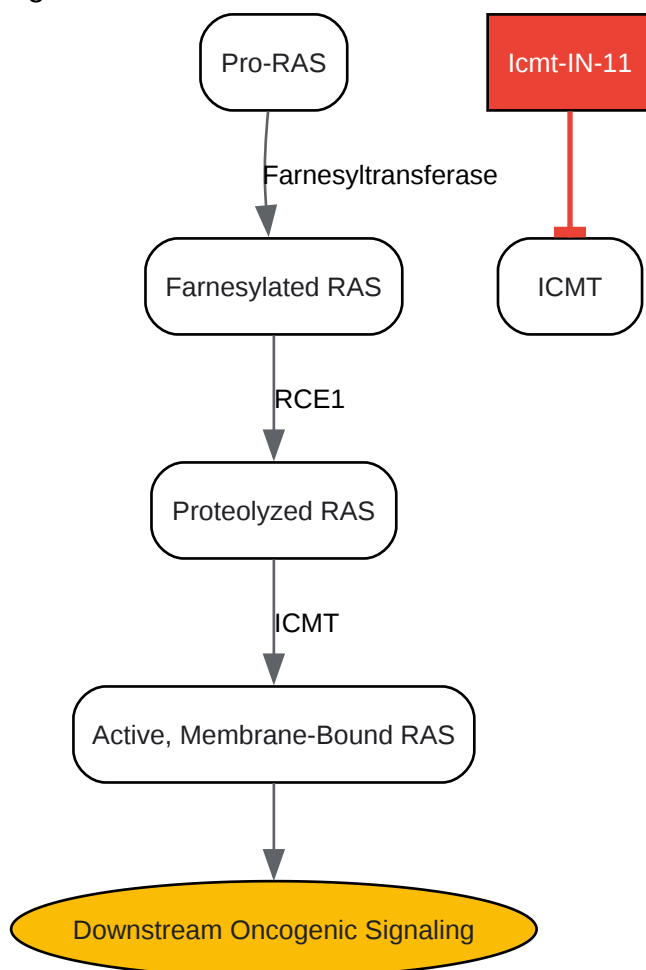 Pro-RAS
Icmt-IN-11
Farnesyltransferase
Farnesylated RAS
ICMT
RCE1
Proteolyzed RAS
ICMT
Active, Membrane-Bound RAS
Downstream Oncogenic Signaling